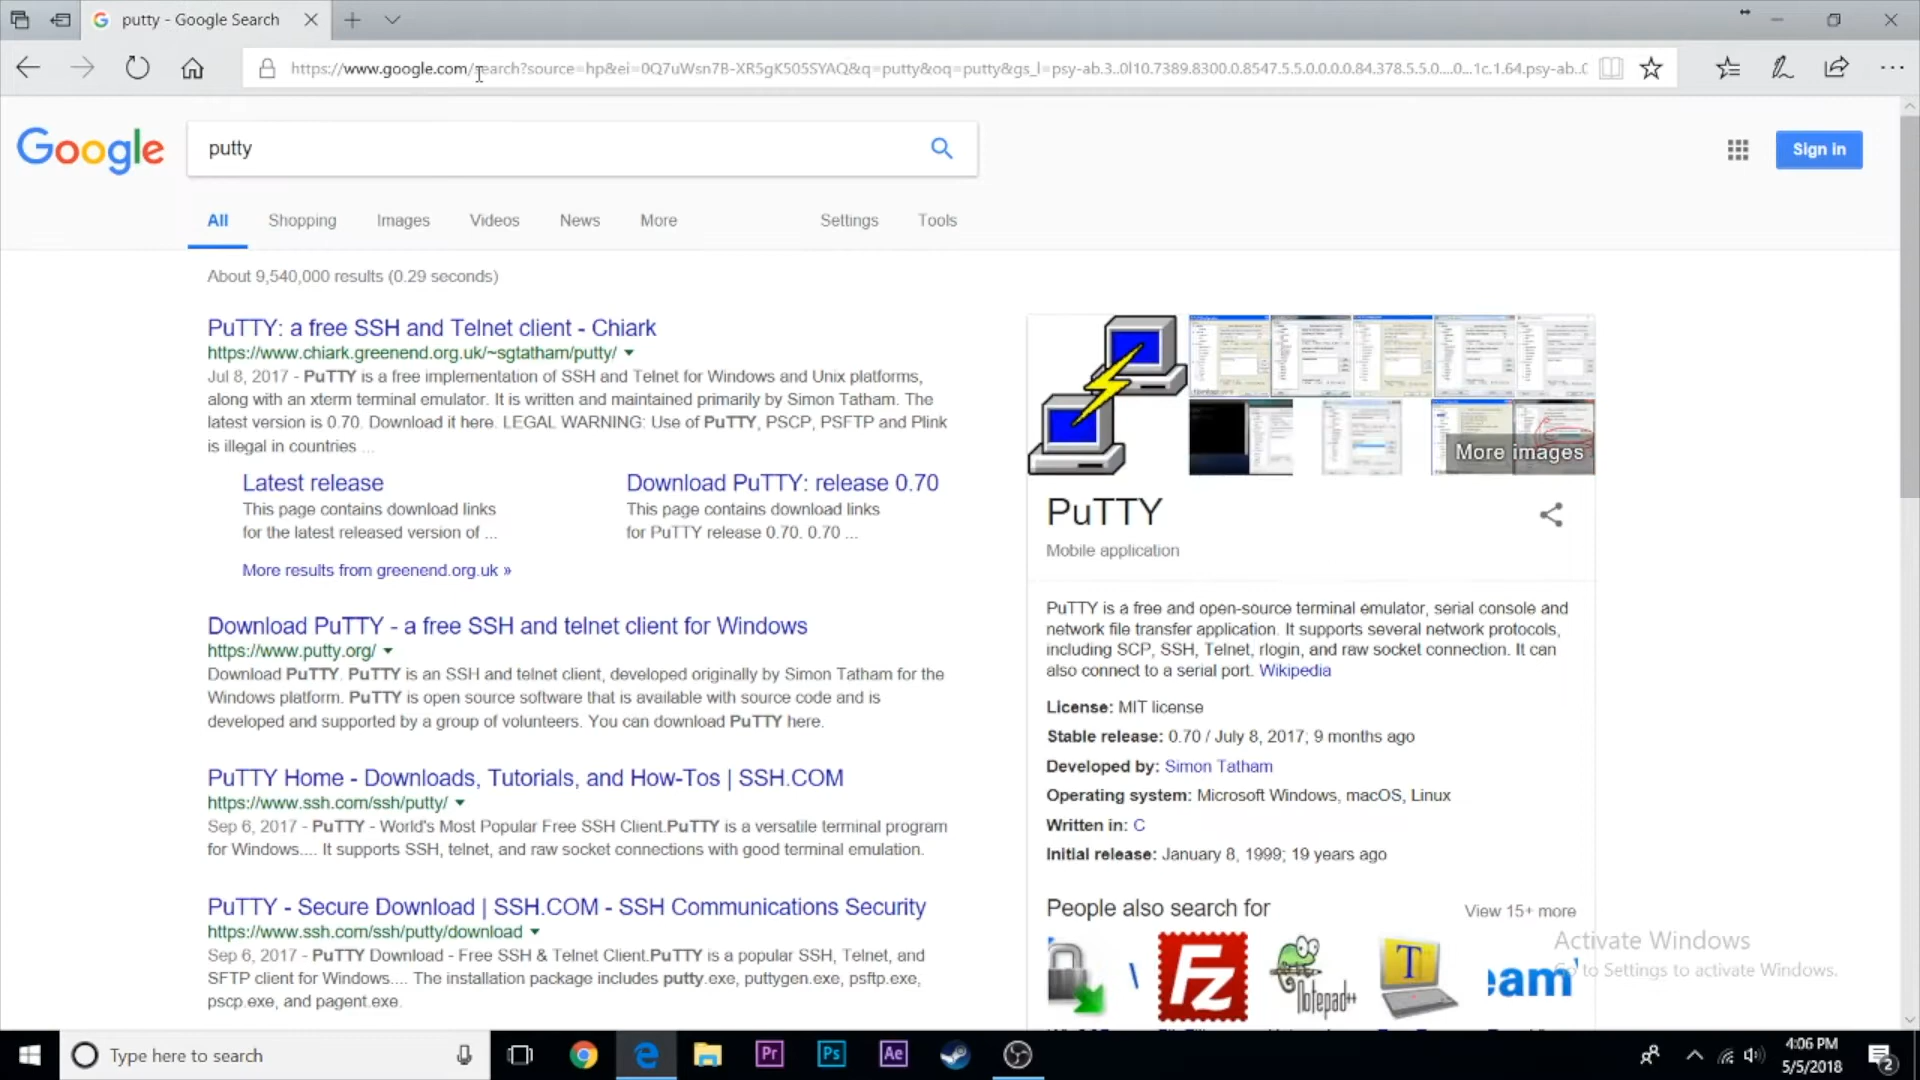 putty - Google Search
https://www.google.com/search?source=hp&ei=0Q7uWsn7B-XR5gK505SYAQ&q=putty&oq=putty&gs_l=psy-ab.3..0l10.7389.8300.0.8547.5.5.0.0.0.0.84.378.5.5.0....0...1c.1.64.psy-ab..0
Google
putty
Sign in
All Shopping Images Videos News More Settings Tools
About 9,540,000 results (0.29 seconds)
PuTTY: a free SSH and Telnet client - Chiark
https://www.chiark.greenend.org.uk/~sgtatham/putty/
Jul 8, 2017 - PuTTY is a free implementation of SSH and Telnet for Windows and Unix platforms,
along with an xterm terminal emulator. It is written and maintained primarily by Simon Tatham. The
latest version is 0.70. Download it here. LEGAL WARNING: Use of PuTTY, PSCP, PSFTP and Plink
is illegal in countries ...
Latest release
This page contains download links
for the latest released version of ...
Download PuTTY: release 0.70
This page contains download links
for PuTTY release 0.70. 0.70 ...
More results from greenend.org.uk »
Download PuTTY - a free SSH and telnet client for Windows
https://www.putty.org/
Download PuTTY. PuTTY is an SSH and telnet client, developed originally by Simon Tatham for the
Windows platform. PuTTY is open source software that is available with source code and is
developed and supported by a group of volunteers. You can download PuTTY here.
PuTTY Home - Downloads, Tutorials, and How-Tos | SSH.COM
https://www.ssh.com/ssh/putty/
Sep 6, 2017 - PuTTY - World's Most Popular Free SSH Client.PuTTY is a versatile terminal program
for Windows.... It supports SSH, telnet, and raw socket connections with good terminal emulation.
PuTTY - Secure Download | SSH.COM - SSH Communications Security
https://www.ssh.com/ssh/putty/download
Sep 6, 2017 - PuTTY Download - Free SSH & Telnet Client.PuTTY is a popular SSH, Telnet, and
SFTP client for Windows.... The installation package includes putty.exe, puttygen.exe, psftp.exe,
pscp.exe, and pagent.exe.
More images
PuTTY
Mobile application
PuTTY is a free and open-source terminal emulator, serial console and
network file transfer application. It supports several network protocols,
including SCP, SSH, Telnet, rlogin, and raw socket connection. It can
also connect to a serial port. Wikipedia
License: MIT license
Stable release: 0.70 / July 8, 2017; 9 months ago
Developed by: Simon Tatham
Operating system: Microsoft Windows, macOS, Linux
Written in: C
Initial release: January 8, 1999; 19 years ago
People also search for
View 15+ more
Fz
Notepad++
T
eam
Activate Windows
Go to Settings to activate Windows.
Type here to search
Pr
Ps
Ae
4:06 PM
5/5/2018
2